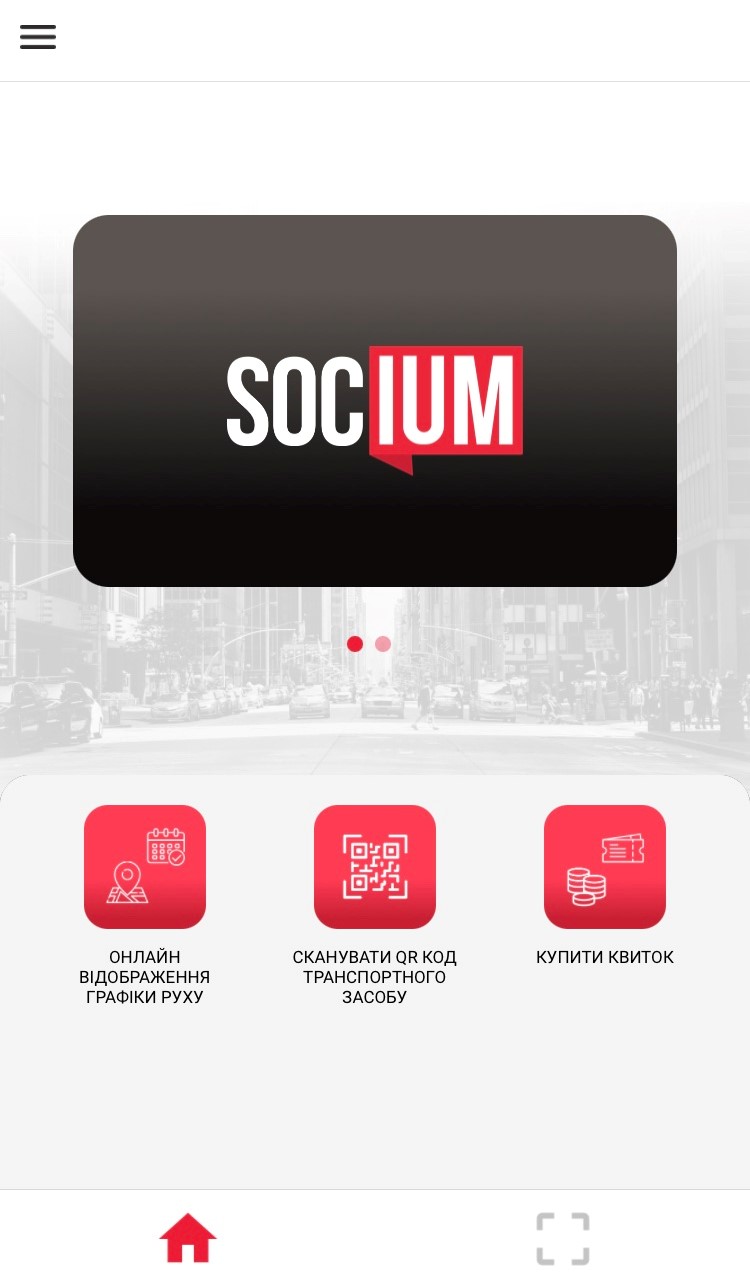 SOCIUM
ОНЛАЙН
ВІДОБРАЖЕННЯ
ГРАФІКИ РУХУ
СКАНУВАТИ QR КОД
ТРАНСПОРТНОГО
ЗАСОБУ
КУПИТИ КВИТОК